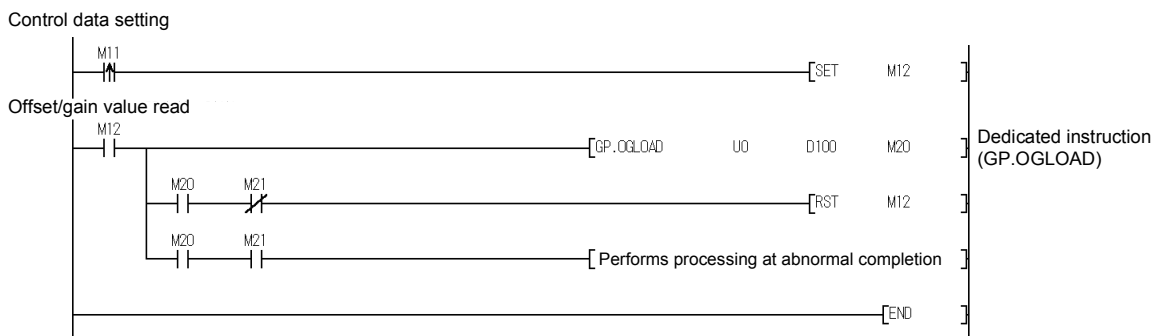 Control data setting
M11
SET M12
Offset/gain value read
M12
GP.OGLOAD U0 D100 M20
Dedicated instruction
(GP.OGLOAD)
M20 M21
RST M12
M20 M21
Performs processing at abnormal completion
END